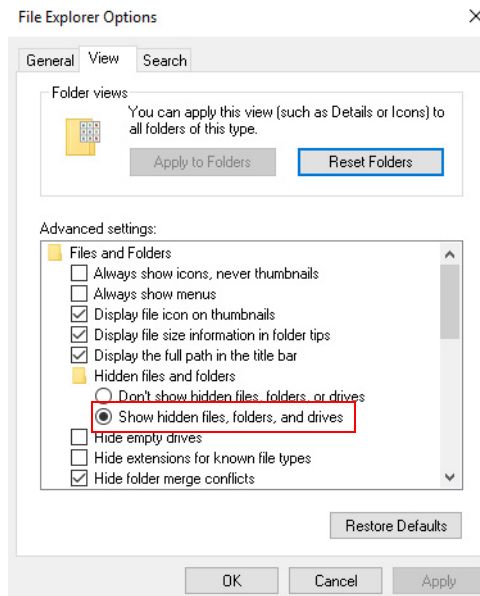 File Explorer Options
General View Search
Folder views
You can apply this view (such as Details or Icons) to
all folders of this type.
Apply to Folders Reset Folders
Advanced settings:
Files and Folders
Always show icons, never thumbnails
Always show menus
Display file icon on thumbnails
Display file size information in folder tips
Display the full path in the title bar
Hidden files and folders
Don't show hidden files, folders, or drives
Show hidden files, folders, and drives
Hide empty drives
Hide extensions for known file types
Hide folder merge conflicts
Restore Defaults
OK Cancel Apply